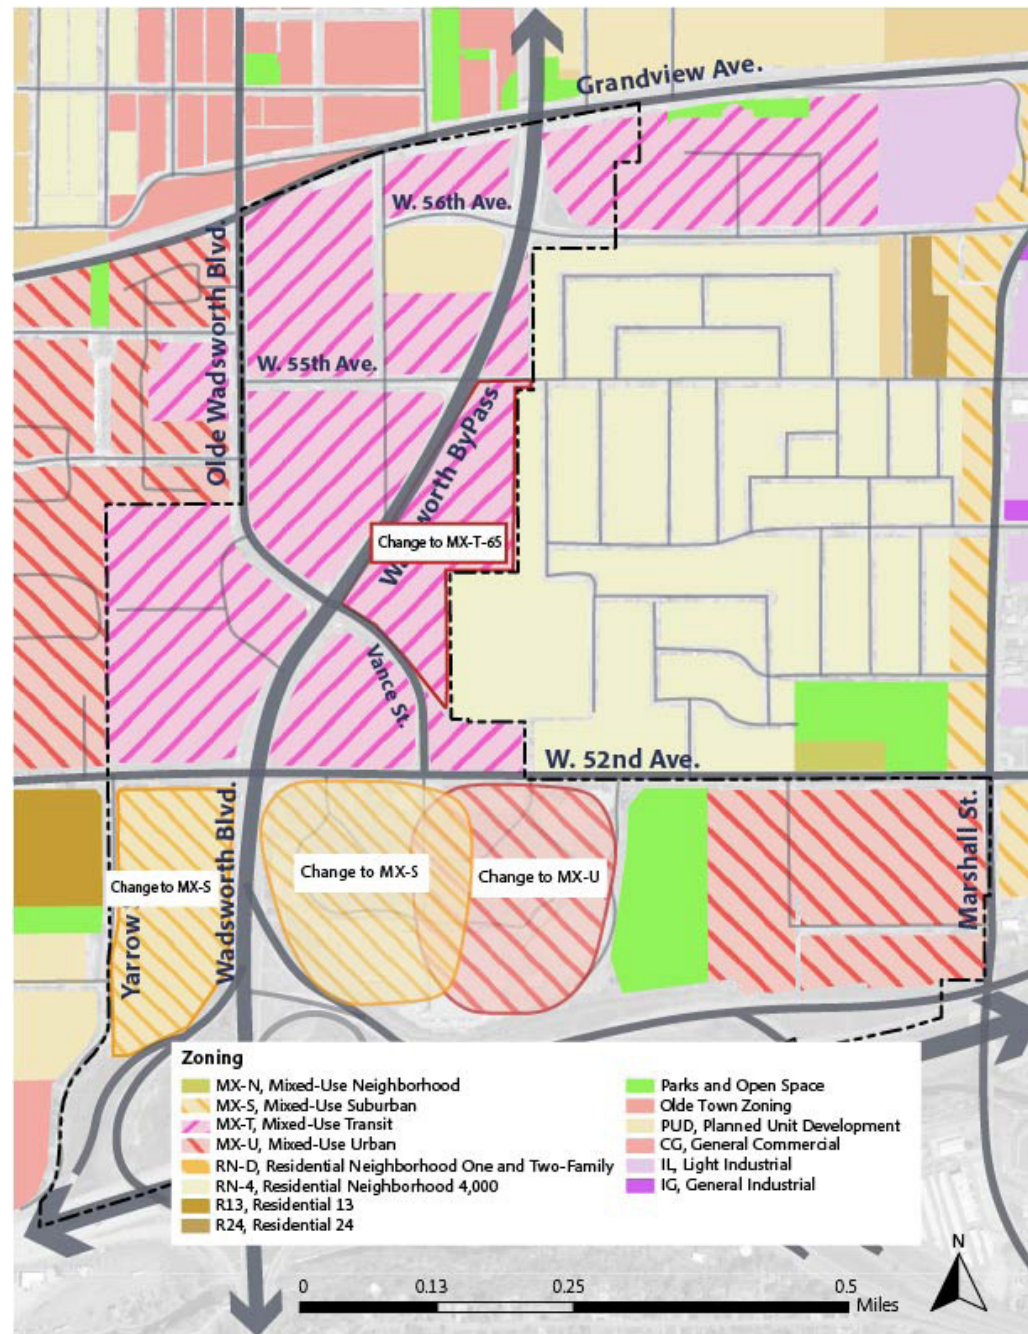 Grandview Ave.
W. 56th Ave.
Olde Wadsworth Blvd.
W. 55th Ave.
Wadsworth ByPass
Change to MX-T-65
Vance St.
W. 52nd Ave.
Wadsworth Blvd.
Marshall St.
Change to MX-S
Change to MX-U
Change to MX-S
Yarrow
Zoning
MX-N, Mixed-Use Neighborhood
MX-S, Mixed-Use Suburban
MX-T, Mixed-Use Transit
MX-U, Mixed-Use Urban
RN-D, Residential Neighborhood One and Two-Family
RN-4, Residential Neighborhood 4,000
R13, Residential 13
R24, Residential 24
Parks and Open Space
Olde Town Zoning
PUD, Planned Unit Development
CG, General Commercial
IL, Light Industrial
IG, General Industrial
N
0 0.13 0.25 0.5
Miles